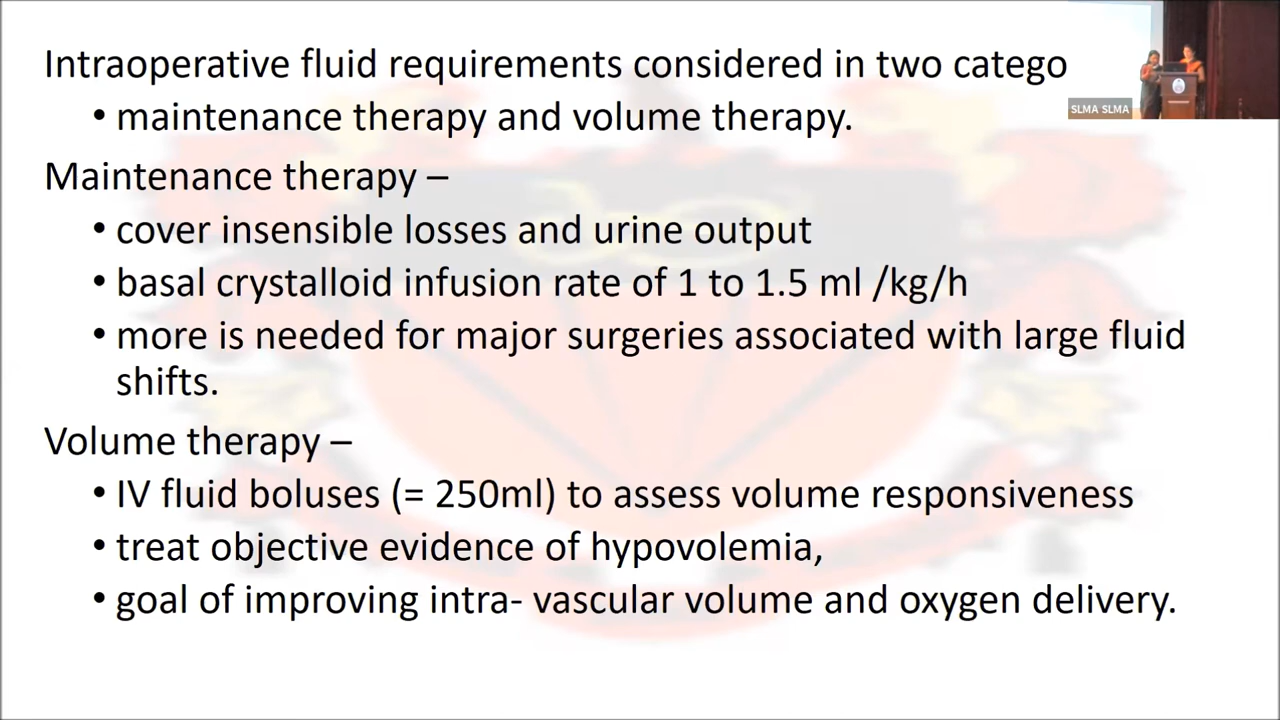 Intraoperative fluid requirements considered in two catego
SLMA SLMA
• maintenance therapy and volume therapy.
Maintenance therapy –
• cover insensible losses and urine output
• basal crystalloid infusion rate of 1 to 1.5 ml /kg/h
• more is needed for major surgeries associated with large fluid
shifts.
Volume therapy –
• IV fluid boluses (= 250ml) to assess volume responsiveness
• treat objective evidence of hypovolemia,
• goal of improving intra- vascular volume and oxygen delivery.